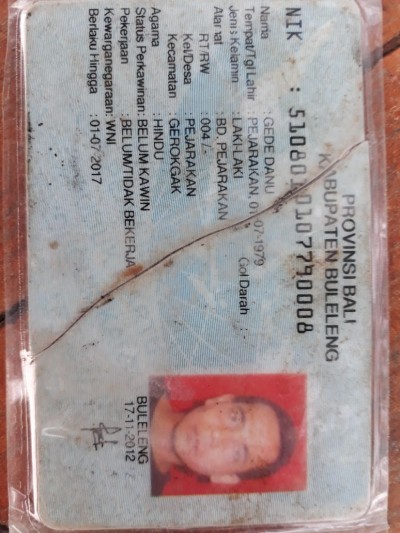 PROVINSI BALI
KABUPATEN BULELENG
NIK : 5108010107790008
Nama : GEDE DANU
Tempat/Tgl Lahir : PEJARAKAN, 01-07-1979
Jenis Kelamin : LAKI-LAKI Gol Darah :
Alamat : BD, PEJARAKAN
RT/RW : 004 /-
Kel/Desa : PEJARAKAN
Kecamatan : GEROKGAK
Agama : HINDU
Status Perkawinan: BELUM KAWIN
Pekerjaan : BELUM/TIDAK BEKERJA
Kewarganegaraan: WNI
Berlaku Hingga : 01-07-2017
BULELENG
17-11-2012